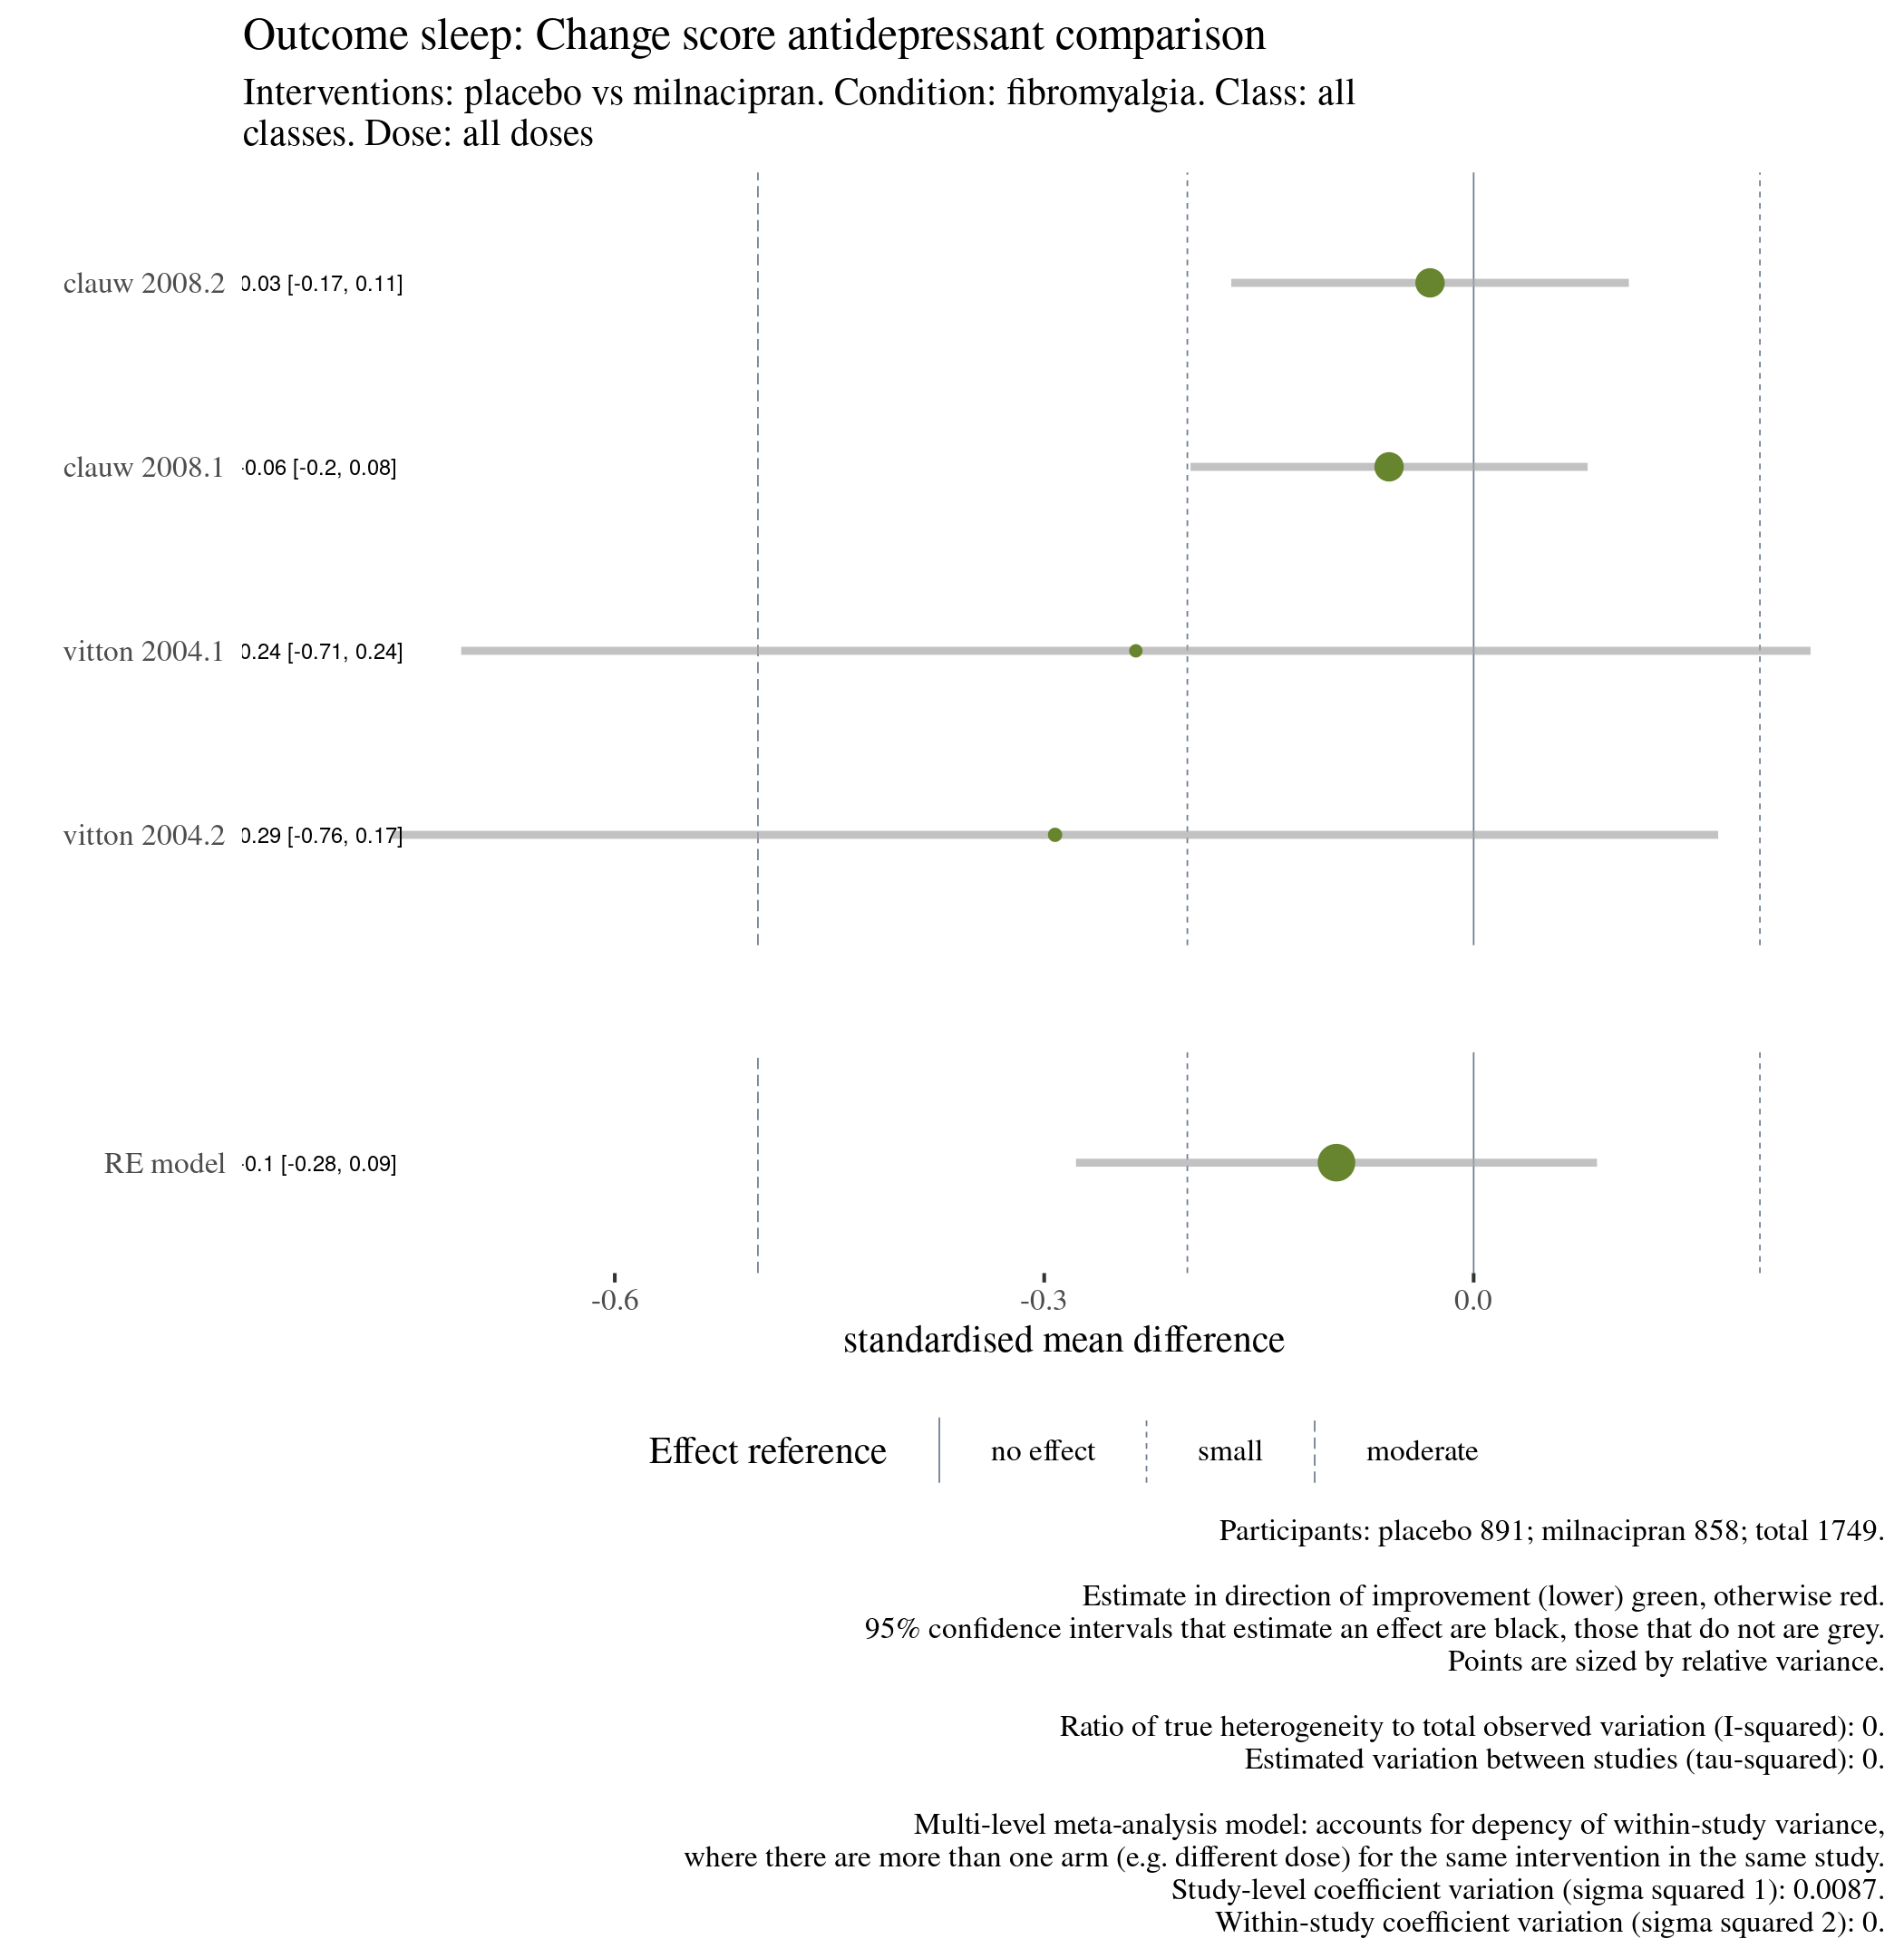 Outcome sleep: Change score antidepressant comparison
Interventions: placebo vs milnacipran. Condition: fibromyalgia. Class: all
classes. Dose: all doses
clauw 2008.2 0.03 [-0.17, 0.11]
clauw 2008.1 -0.06 [-0.2, 0.08]
vitton 2004.1 0.24 [-0.71, 0.24]
vitton 2004.2 0.29 [-0.76, 0.17]
RE model -0.1 [-0.28, 0.09]
-0.6 -0.3 0.0
standardised mean difference
Effect reference no effect small moderate
Participants: placebo 891; milnacipran 858; total 1749.
Estimate in direction of improvement (lower) green, otherwise red.
95% confidence intervals that estimate an effect are black, those that do not are grey.
Points are sized by relative variance.
Ratio of true heterogeneity to total observed variation (I-squared): 0.
Estimated variation between studies (tau-squared): 0.
Multi-level meta-analysis model: accounts for depency of within-study variance,
where there are more than one arm (e.g. different dose) for the same intervention in the same study.
Study-level coefficient variation (sigma squared 1): 0.0087.
Within-study coefficient variation (sigma squared 2): 0.